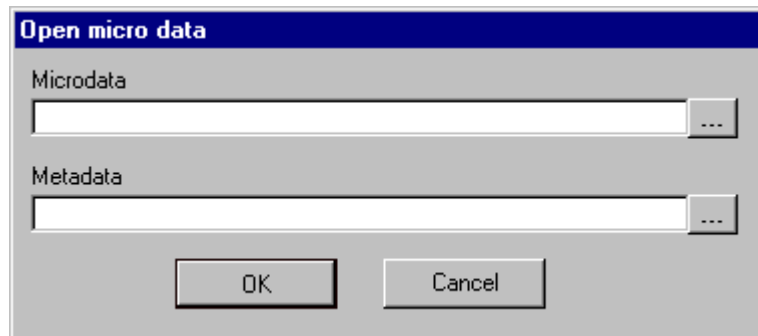 Open micro data
Microdata
...
Metadata
...
OK Cancel